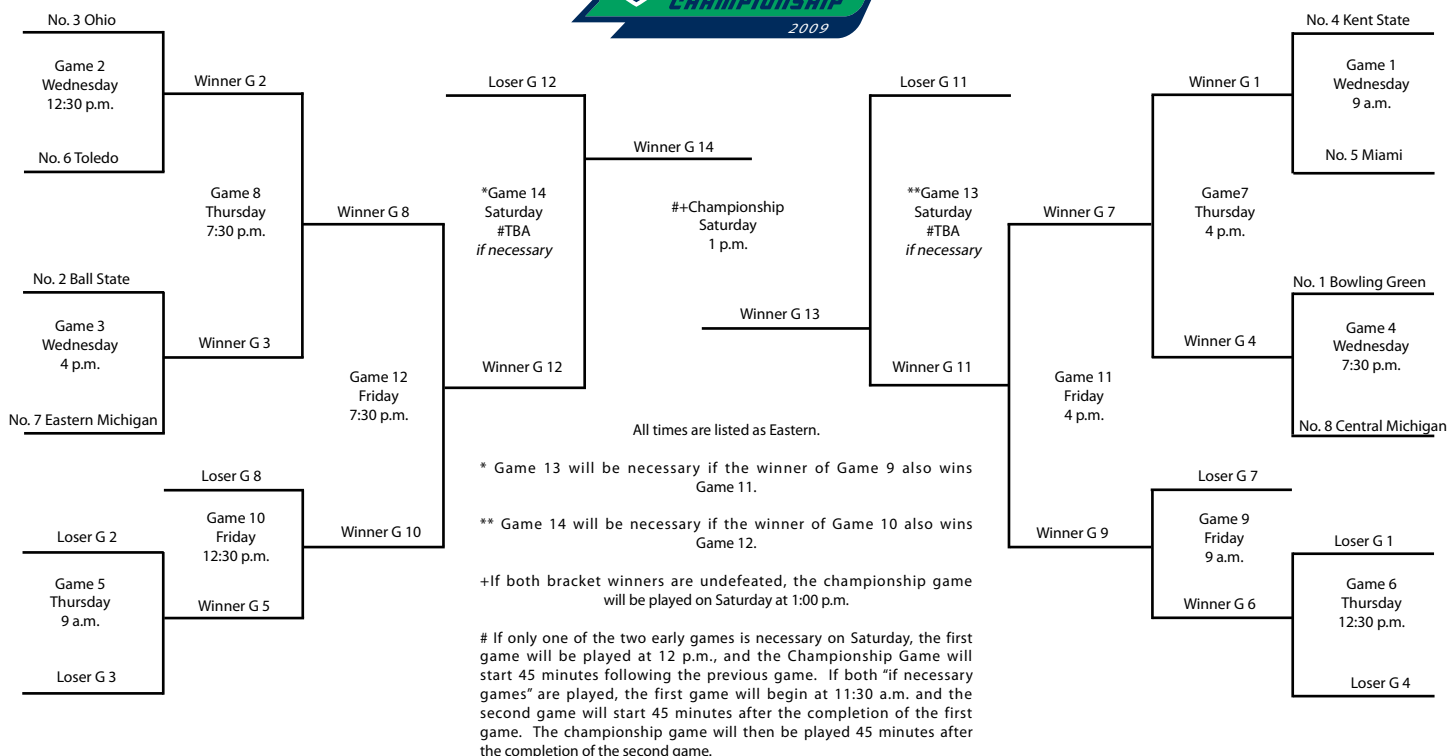 CHAMPIONSHIP
2009
No. 3 Ohio
Game 2
Wednesday
12:30 p.m.
No. 6 Toledo
Winner G 2
Game 8
Thursday
7:30 p.m.
No. 2 Ball State
Game 3
Wednesday
4 p.m.
No. 7 Eastern Michigan
Winner G 3
Winner G 8
Game 12
Friday
7:30 p.m.
Loser G 8
Game 10
Friday
12:30 p.m.
Loser G 2
Game 5
Thursday
9 a.m.
Loser G 3
Winner G 5
Winner G 10
Loser G 12
*Game 14
Saturday
#TBA
if necessary
Winner G 12
Winner G 14
#+Championship
Saturday
1 p.m.
Winner G 13
Loser G 11
**Game 13
Saturday
#TBA
if necessary
Winner G 11
Winner G 7
Game 11
Friday
4 p.m.
Winner G 9
Winner G 1
Game7
Thursday
4 p.m.
Winner G 4
No. 4 Kent State
Game 1
Wednesday
9 a.m.
No. 5 Miami
No. 1 Bowling Green
Game 4
Wednesday
7:30 p.m.
No. 8 Central Michigan
Loser G 7
Game 9
Friday
9 a.m.
Winner G 6
Loser G 1
Game 6
Thursday
12:30 p.m.
Loser G 4
All times are listed as Eastern.
* Game 13 will be necessary if the winner of Game 9 also wins
Game 11.
** Game 14 will be necessary if the winner of Game 10 also wins
Game 12.
+If both bracket winners are undefeated, the championship game
will be played on Saturday at 1:00 p.m.
# If only one of the two early games is necessary on Saturday, the first
game will be played at 12 p.m., and the Championship Game will
start 45 minutes following the previous game. If both “if necessary
games” are played, the first game will begin at 11:30 a.m. and the
second game will start 45 minutes after the completion of the first
game. The championship game will then be played 45 minutes after
the completion of the second game.